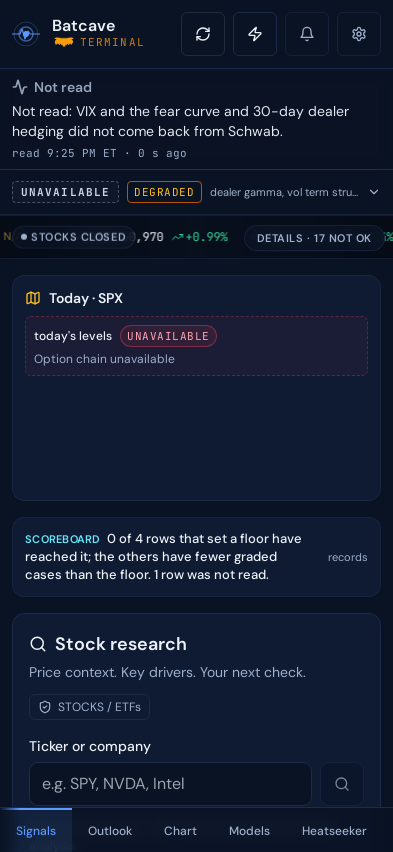 Batcave
TERMINAL
Not read
Not read: VIX and the fear curve and 30-day dealer
hedging did not come back from Schwab.
read 9:25 PM ET · 0 s ago
UNAVAILABLE DEGRADED dealer gamma, vol term stru...
STOCKS CLOSED ,970 +0.99% DETAILS · 17 NOT OK
Today · SPX
today's levels UNAVAILABLE
Option chain unavailable
SCOREBOARD 0 of 4 rows that set a floor have
reached it; the others have fewer graded
cases than the floor. 1 row was not read.
records
Stock research
Price context. Key drivers. Your next check.
STOCKS / ETFs
Ticker or company
e.g. SPY, NVDA, Intel
Signals Outlook Chart Models Heatseeker